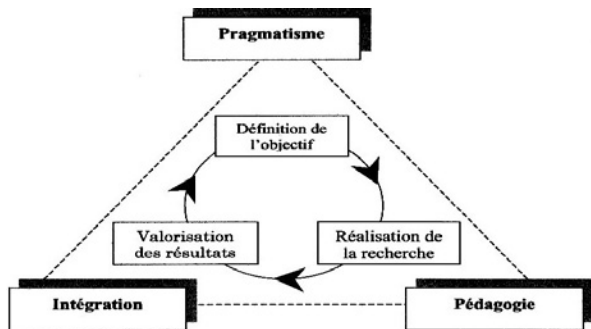 Pragmatisme
Définition de
l'objectif
Valorisation
des résultats
Réalisation de
la recherche
Intégration
Pédagogie